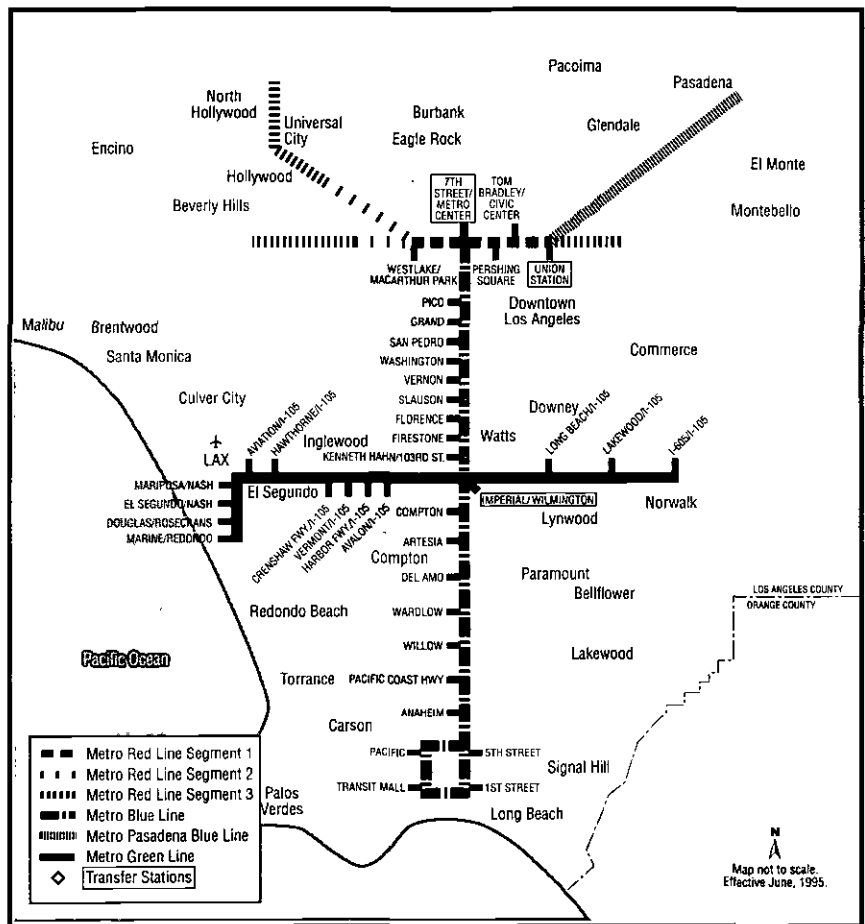 Pacoima
Pasadena
North
Hollywood
Universal
City
Burbank
Glendale
Eagle Rock
Encino
El Monte
Hollywood
7TH
STREET/
METRO
CENTER
TOM
BRADLEY/
CIVIC
CENTER
Beverly Hills
Montebello
WESTLAKE/
MACARTHUR PARK
PERSHING
SQUARE
UNION
STATION
PICO
GRAND
Downtown
Los Angeles
Malibu
Brentwood
Santa Monica
SAN PEDRO
WASHINGTON
VERNON
Commerce
Culver City
SLAUSON
FLORENCE
FIRESTONE
KENNETH HAHN/103RD ST.
Downey
Watts
AVIATION/I-105
HAWTHORNE/I-105
Inglewood
LONG BEACH/I-105
LAKEWOOD/I-105
I-605/I-105
LAX
MARIPOSA/NASH
EL SEGUNDO/NASH
DOUGLAS/ROSECRANS
MARINE/REDONDO
El Segundo
CRENSHAW FWY./I-105
VERMONT/I-105
HARBOR FWY./I-105
AVALON/I-105
IMPERIAL/WILMINGTON
Norwalk
Lynwood
COMPTON
ARTESIA
Compton
DEL AMO
Paramount
Bellflower
LOS ANGELES COUNTY
ORANGE COUNTY
Redondo Beach
WARDLOW
WILLOW
Lakewood
Pacific Ocean
Torrance
PACIFIC COAST HWY
ANAHEIM
Carson
PACIFIC
5TH STREET
Signal Hill
TRANSIT MALL
1ST STREET
Palos
Verdes
Long Beach
Metro Red Line Segment 1
Metro Red Line Segment 2
Metro Red Line Segment 3
Metro Blue Line
Metro Pasadena Blue Line
Metro Green Line
Transfer Stations
N
Map not to scale.
Effective June, 1995.